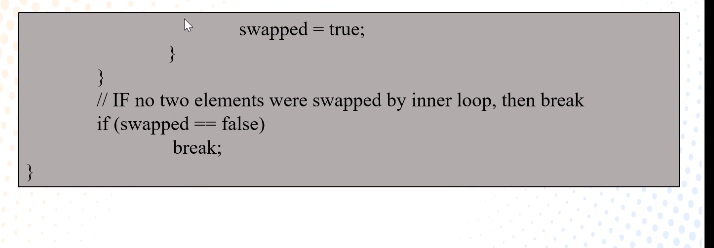 swapped = true;
}
}
// IF no two elements were swapped by inner loop, then break
if (swapped == false)
break;
}